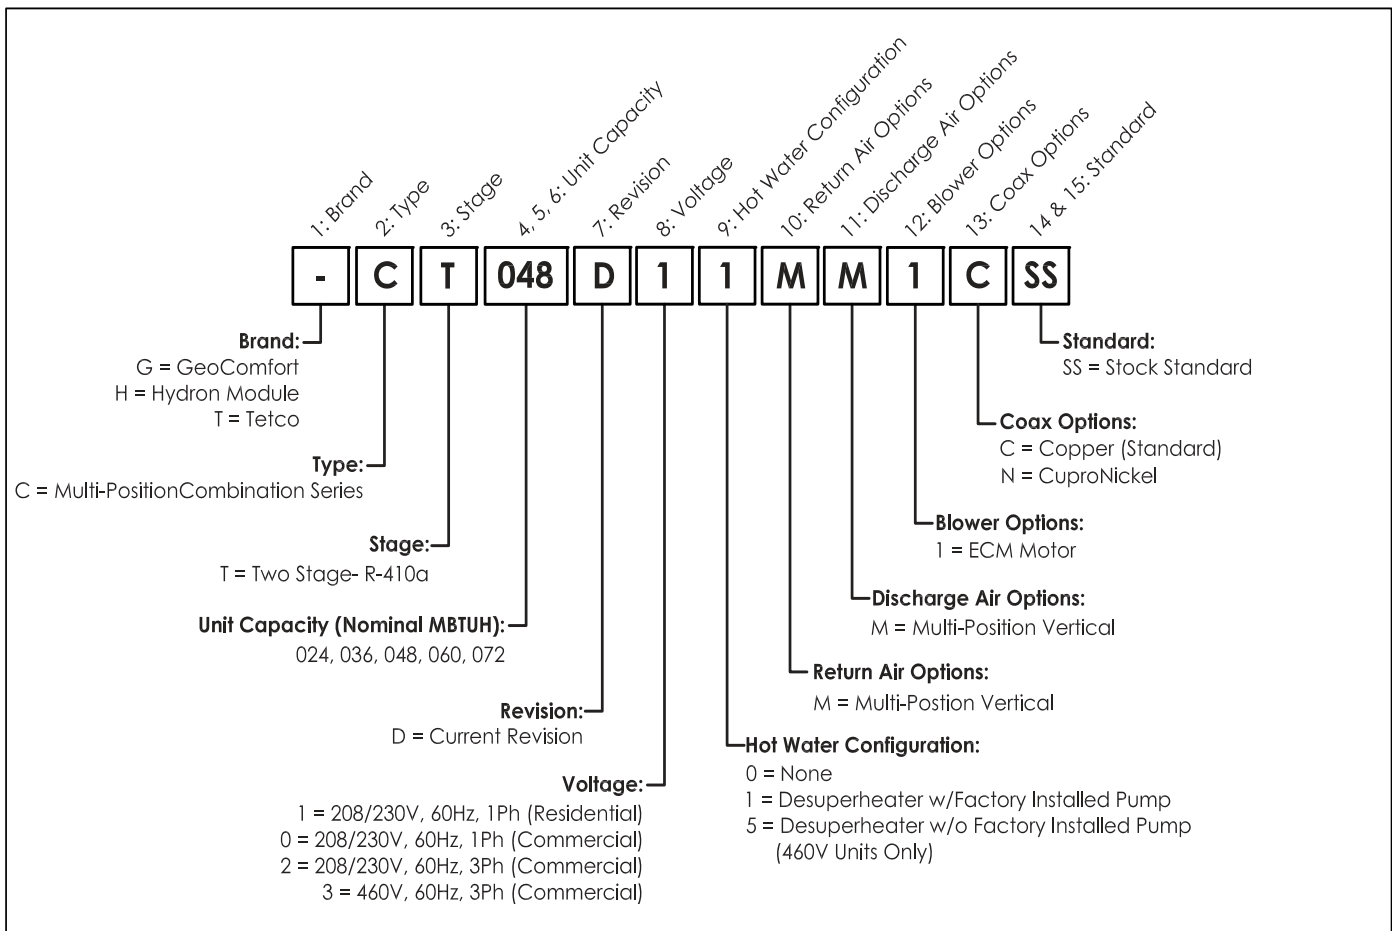 1: Brand
2: Type
3: Stage
4, 5, 6: Unit Capacity
7: Revision
8: Voltage
9: Hot Water Configuration
10: Return Air Options
11: Discharge Air Options
12: Blower Options
13: Coax Options
14 & 15: Standard
- C T 048 D 1 1 M M 1 C SS
Brand:
G = GeoComfort
H = Hydron Module
T = Tetco
Type:
C = Multi-PositionCombination Series
Stage:
T = Two Stage- R-410a
Unit Capacity (Nominal MBTUH):
024, 036, 048, 060, 072
Revision:
D = Current Revision
Voltage:
1 = 208/230V, 60Hz, 1Ph (Residential)
0 = 208/230V, 60Hz, 1Ph (Commercial)
2 = 208/230V, 60Hz, 3Ph (Commercial)
3 = 460V, 60Hz, 3Ph (Commercial)
Standard:
SS = Stock Standard
Coax Options:
C = Copper (Standard)
N = CuproNickel
Blower Options:
1 = ECM Motor
Discharge Air Options:
M = Multi-Position Vertical
Return Air Options:
M = Multi-Postion Vertical
Hot Water Configuration:
0 = None
1 = Desuperheater w/Factory Installed Pump
5 = Desuperheater w/o Factory Installed Pump
(460V Units Only)